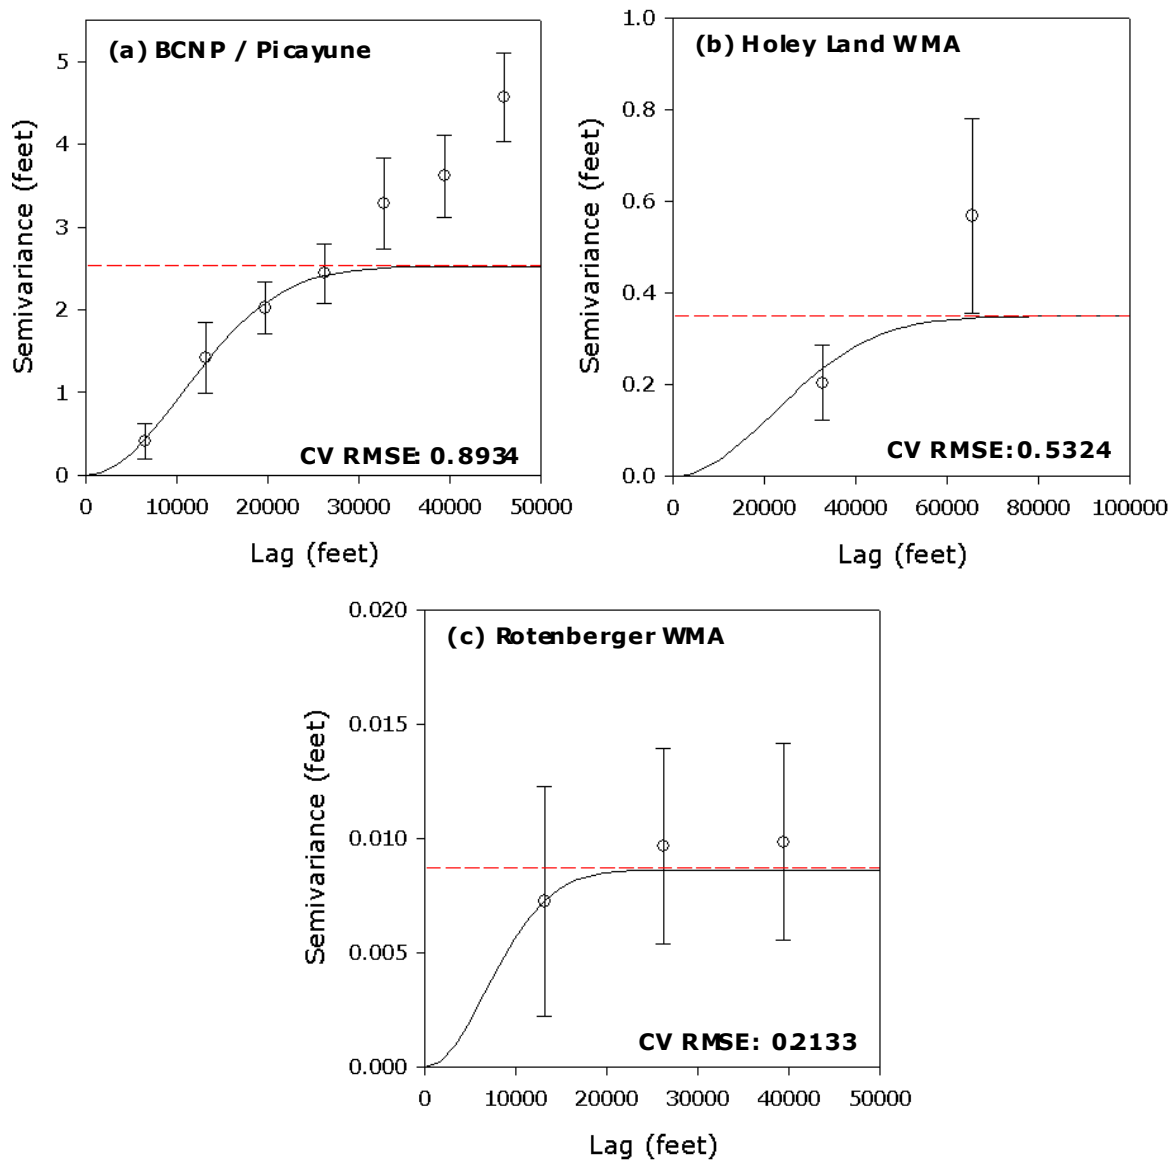 (a) BCNP / Picayune
5
4
3
2
1
0
Semivariance (feet)
CV RMSE: 0.8934
0 10000 20000 30000 40000 50000
Lag (feet)
(b) Holey Land WMA
1.0
0.8
0.6
0.4
0.2
0.0
Semivariance (feet)
CV RMSE: 0.5324
0 20000 40000 60000 80000 100000
Lag (feet)
(c) Rotenberger WMA
0.020
0.015
0.010
0.005
0.000
Semivariance (feet)
CV RMSE: 0.2133
0 10000 20000 30000 40000 50000
Lag (feet)